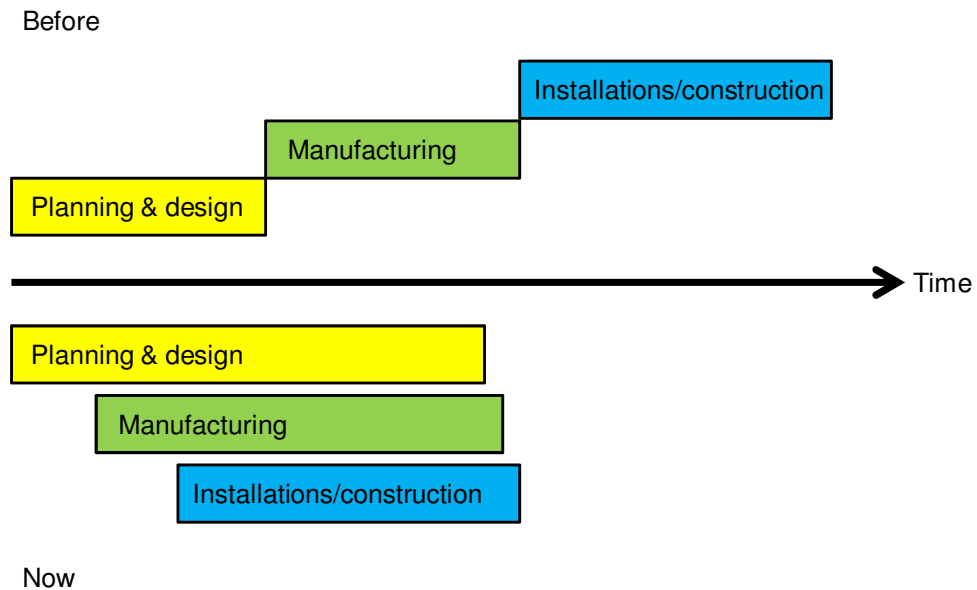 Before
Installations/construction
Manufacturing
Planning & design
Time
Planning & design
Manufacturing
Installations/construction
Now